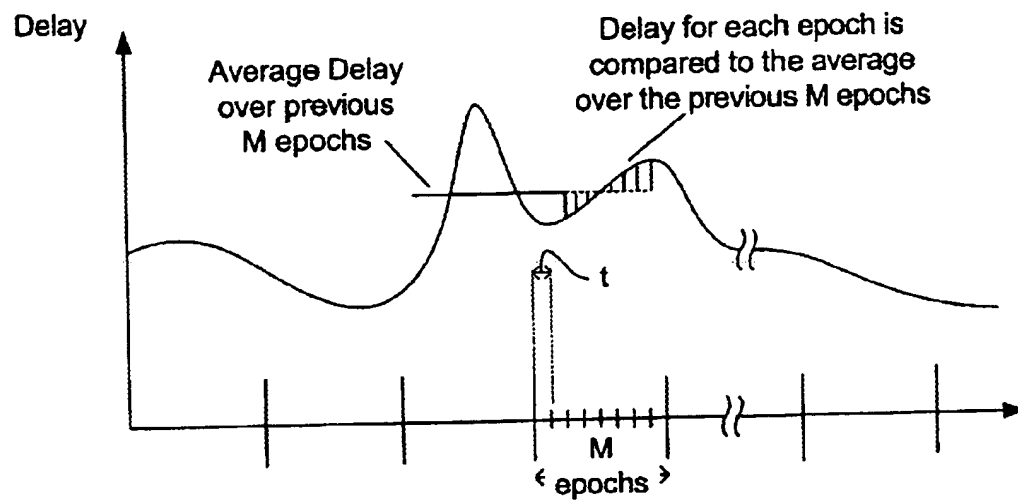 Delay
Average Delay
over previous
M epochs
Delay for each epoch is
compared to the average
over the previous M epochs
t
M
epochs